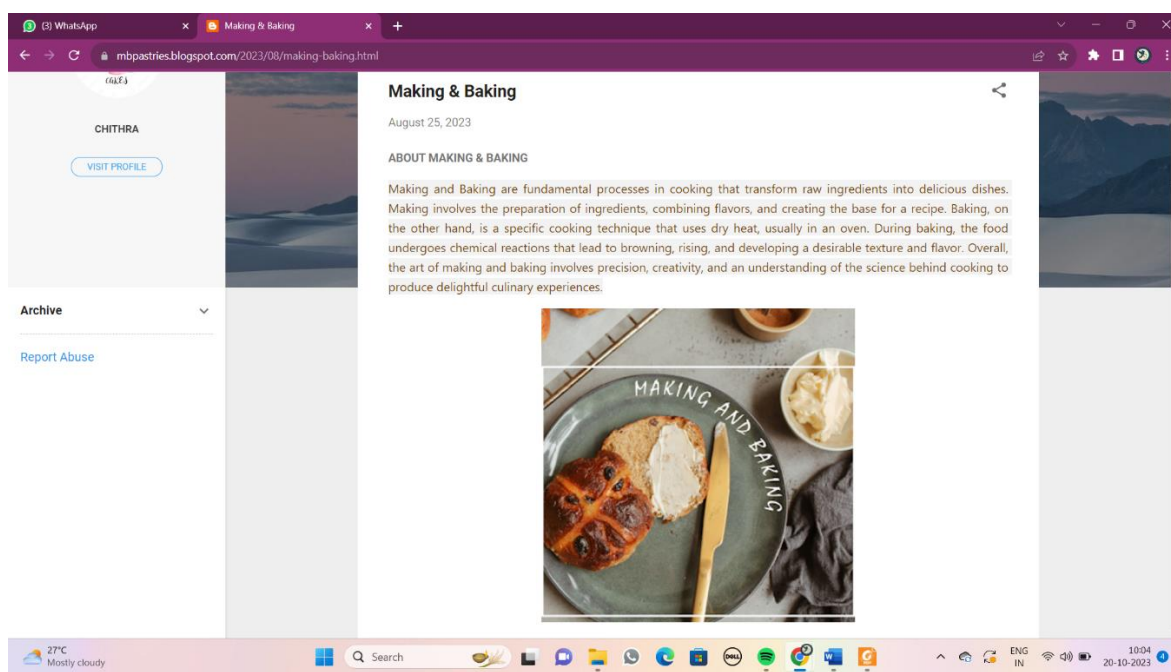 (3) WhatsApp
Making & Baking
mbpastries.blogspot.com/2023/08/making-baking.html
CAKES
CHITHRA
VISIT PROFILE
Archive
Report Abuse
Making & Baking
August 25, 2023
ABOUT MAKING & BAKING
Making and Baking are fundamental processes in cooking that transform raw ingredients into delicious dishes.
Making involves the preparation of ingredients, combining flavors, and creating the base for a recipe. Baking, on
the other hand, is a specific cooking technique that uses dry heat, usually in an oven. During baking, the food
undergoes chemical reactions that lead to browning, rising, and developing a desirable texture and flavor. Overall,
the art of making and baking involves precision, creativity, and an understanding of the science behind cooking to
produce delightful culinary experiences.
MAKING AND BAKING
27°C
Mostly cloudy
Search
DELL
ENG
IN
10:04
20-10-2023